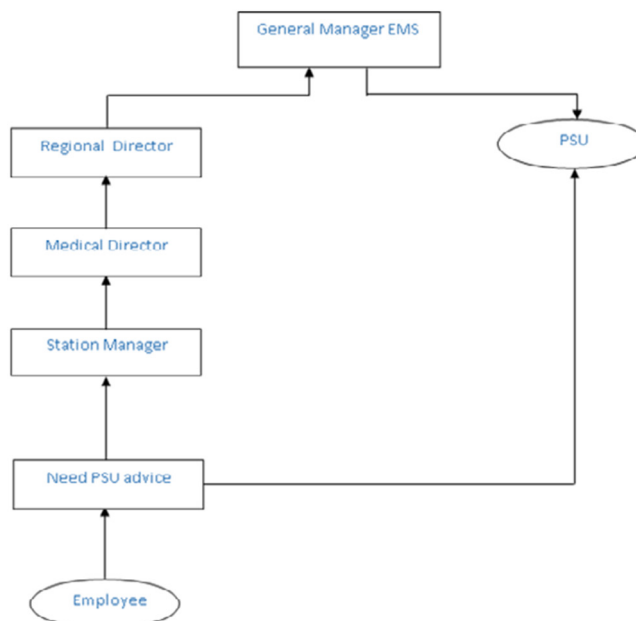 General Manager EMS
Regional Director
PSU
Medical Director
Station Manager
Need PSU advice
Employee